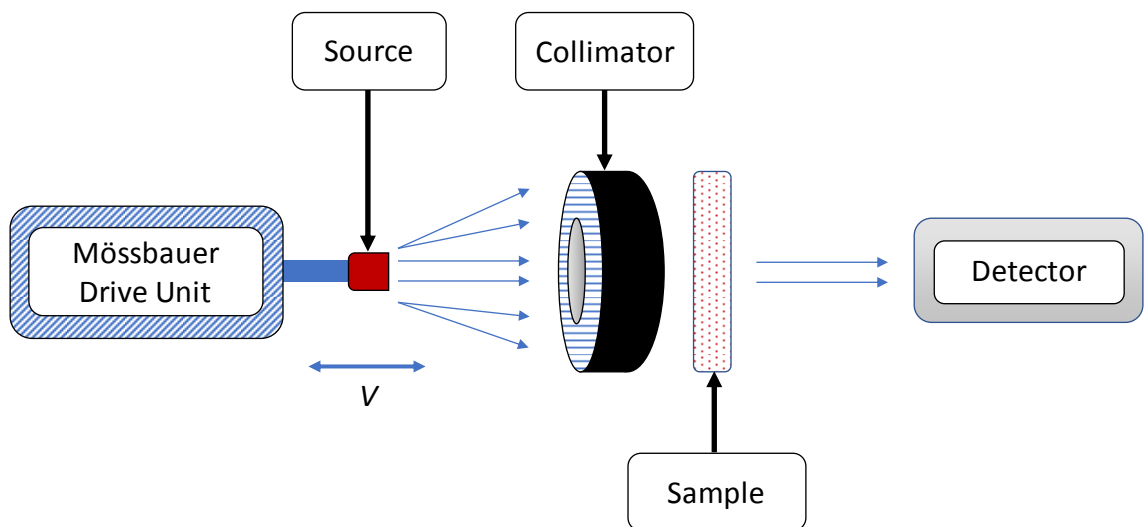 Source
Collimator
Mössbauer
Drive Unit
Detector
V
Sample